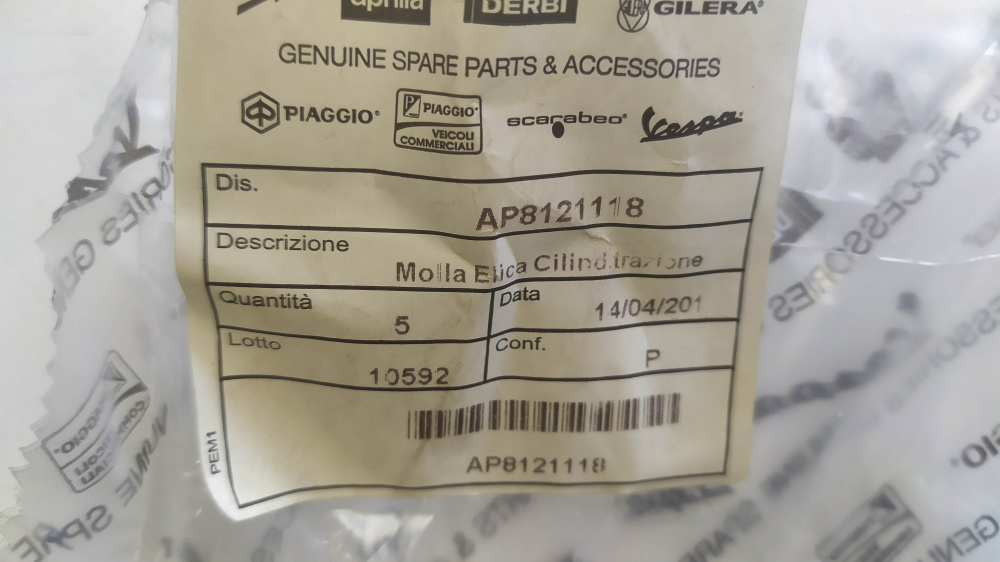 aprilia DERBI GILERA
GENUINE SPARE PARTS & ACCESSORIES
PIAGGIO PIAGGIO VEICOLI COMMERCIALI scarabeo Vespa
Dis.
AP8121118
Descrizione
Molla Elica Cilind.trazione
Quantità 5 Data 14/04/201
Lotto 10592 Conf. P
AP8121118
PEM1